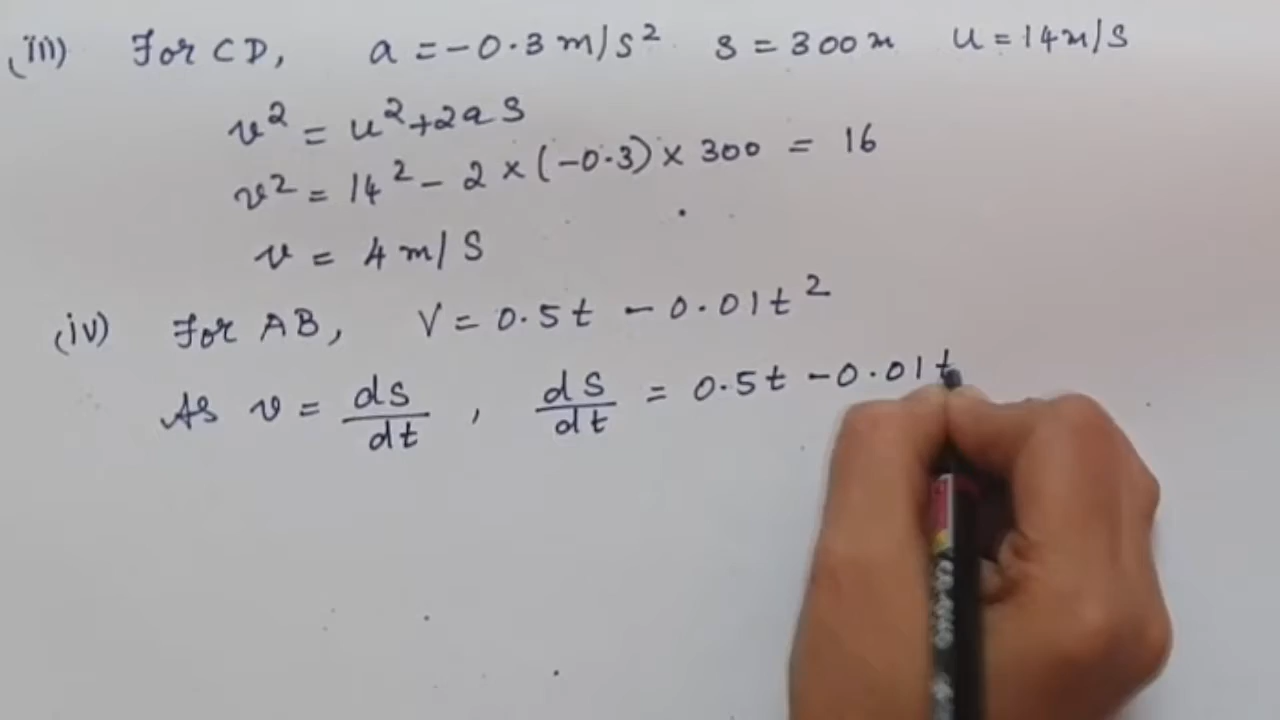 (iii) For CD, a = -0.3 m/s² s = 300m u = 14m/s
v² = u² + 2as
v² = 14² - 2 × (-0.3) × 300 = 16
v = 4 m/s
(iv) For AB, V = 0.5t - 0.01t²
As v = ds/dt, ds/dt = 0.5t - 0.01t